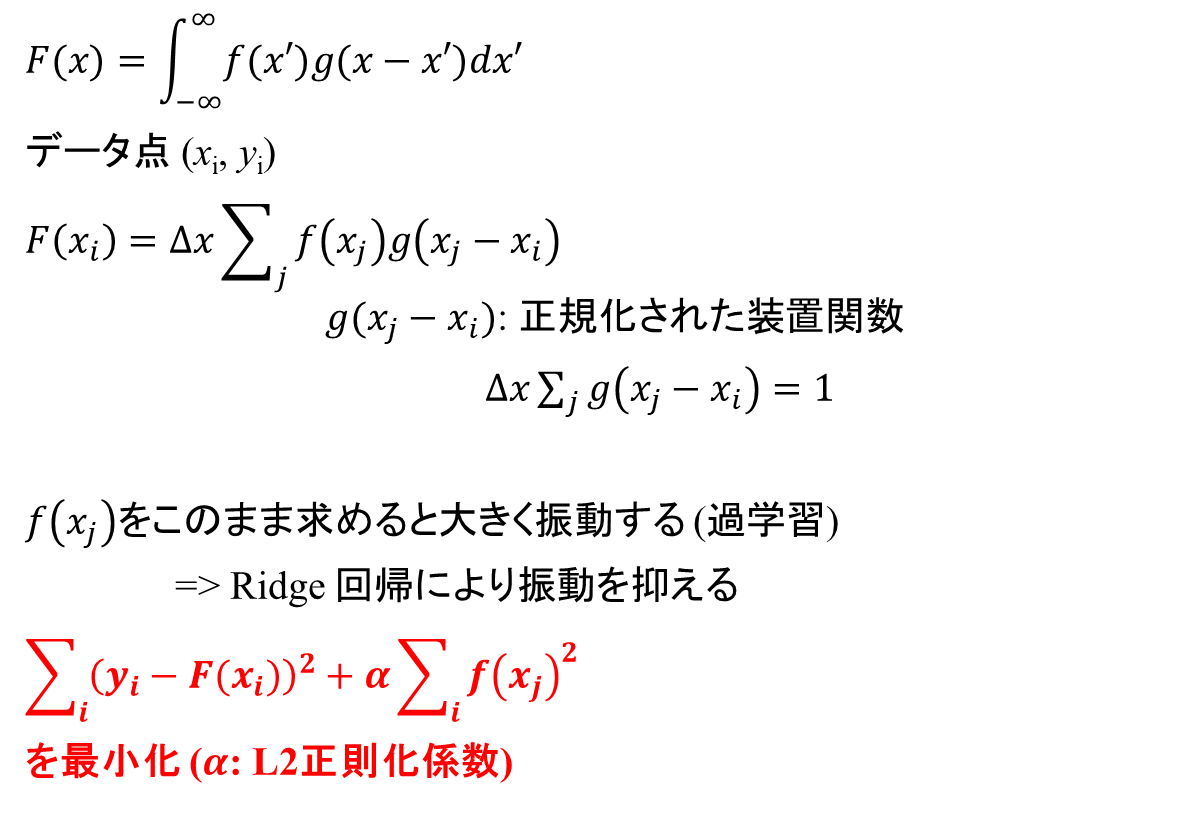 F(x) = ∫_{-∞}^{∞} f(x′)g(x − x′)dx′
データ点 (x_i, y_i)
F(x_i) = Δx ∑_j f(x_j)g(x_j − x_i)
g(x_j − x_i): 正規化された装置関数
Δx ∑_j g(x_j − x_i) = 1
f(x_j)をこのまま求めると大きく振動する (過学習)
=> Ridge 回帰により振動を抑える
∑_i (y_i − F(x_i))² + α ∑_i f(x_j)²
を最小化 (α: L2正則化係数)